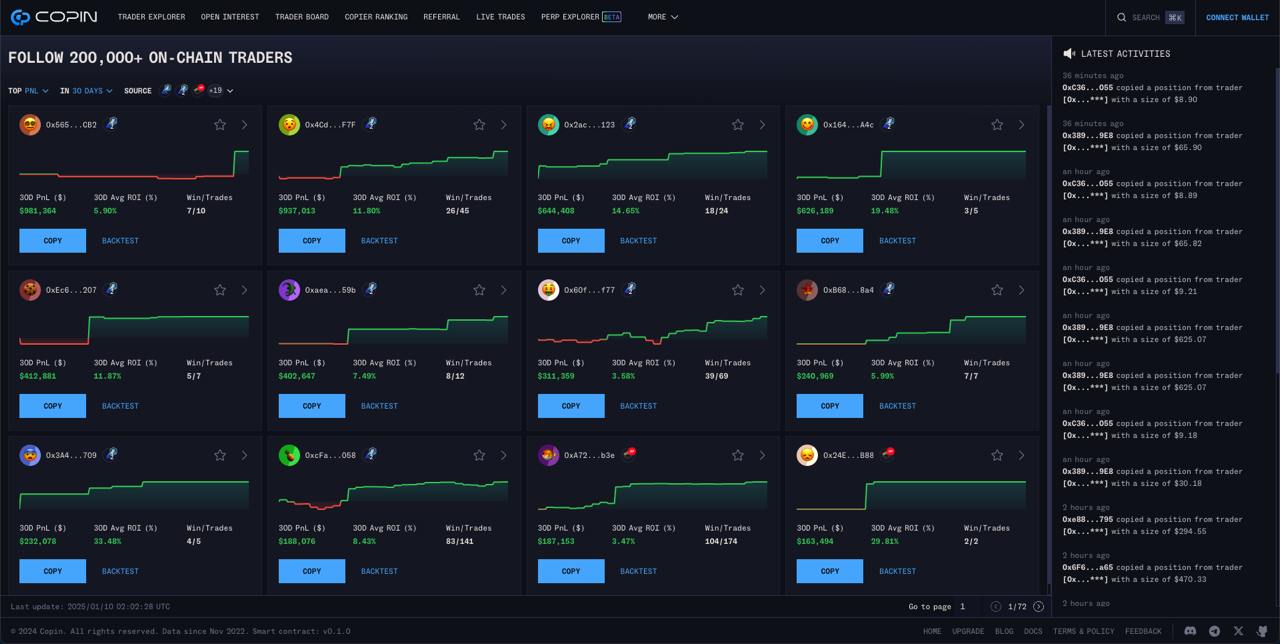 COPIN
TRADER EXPLORER OPEN INTEREST TRADER BOARD COPIER RANKING REFERRAL LIVE TRADES PERP EXPLORER BETA MORE
SEARCH ⌘K CONNECT WALLET
FOLLOW 200,000+ ON-CHAIN TRADERS
TOP PNL IN 30 DAYS SOURCE +19
0x565...CB2 0x4Cd...F7F 0x2ac...123 0x164...A4c
30D PnL ($) 30D Avg ROI (%) Win/Trades 30D PnL ($) 30D Avg ROI (%) Win/Trades 30D PnL ($) 30D Avg ROI (%) Win/Trades 30D PnL ($) 30D Avg ROI (%) Win/Trades
$981,364 5.90% 7/10 $937,013 11.80% 26/45 $644,408 14.65% 18/24 $626,189 19.48% 3/5
COPY BACKTEST COPY BACKTEST COPY BACKTEST COPY BACKTEST
0xEc6...207 0xaea...59b 0x60f...f77 0xB68...8a4
30D PnL ($) 30D Avg ROI (%) Win/Trades 30D PnL ($) 30D Avg ROI (%) Win/Trades 30D PnL ($) 30D Avg ROI (%) Win/Trades 30D PnL ($) 30D Avg ROI (%) Win/Trades
$412,881 11.87% 5/7 $402,647 7.49% 8/12 $311,359 3.58% 39/69 $240,969 5.99% 7/7
COPY BACKTEST COPY BACKTEST COPY BACKTEST COPY BACKTEST
0x3A4...709 0xcFa...058 0xA72...b3e 0x24E...B88
30D PnL ($) 30D Avg ROI (%) Win/Trades 30D PnL ($) 30D Avg ROI (%) Win/Trades 30D PnL ($) 30D Avg ROI (%) Win/Trades 30D PnL ($) 30D Avg ROI (%) Win/Trades
$232,078 33.48% 4/5 $188,076 8.43% 83/141 $187,153 3.47% 104/174 $163,494 29.81% 2/2
COPY BACKTEST COPY BACKTEST COPY BACKTEST COPY BACKTEST
Last update: 2025/01/10 02:02:28 UTC Go to page 1 1/72
LATEST ACTIVITIES
36 minutes ago
0xC36...055 copied a position from trader
[0x...***] with a size of $8.90
36 minutes ago
0x389...9E8 copied a position from trader
[0x...***] with a size of $65.90
an hour ago
0xC36...055 copied a position from trader
[0x...***] with a size of $8.89
an hour ago
0x389...9E8 copied a position from trader
[0x...***] with a size of $65.82
an hour ago
0xC36...055 copied a position from trader
[0x...***] with a size of $9.21
an hour ago
0x389...9E8 copied a position from trader
[0x...***] with a size of $625.07
an hour ago
0x389...9E8 copied a position from trader
[0x...***] with a size of $625.07
an hour ago
0xC36...055 copied a position from trader
[0x...***] with a size of $9.18
an hour ago
0x389...9E8 copied a position from trader
[0x...***] with a size of $30.18
2 hours ago
0xe88...795 copied a position from trader
[0x...***] with a size of $294.55
2 hours ago
0x6F6...a65 copied a position from trader
[0x...***] with a size of $470.33
2 hours ago
© 2024 Copin. All rights reserved. Data since Nov 2022. Smart contract: v0.1.0
HOME UPGRADE BLOG DOCS TERMS & POLICY FEEDBACK